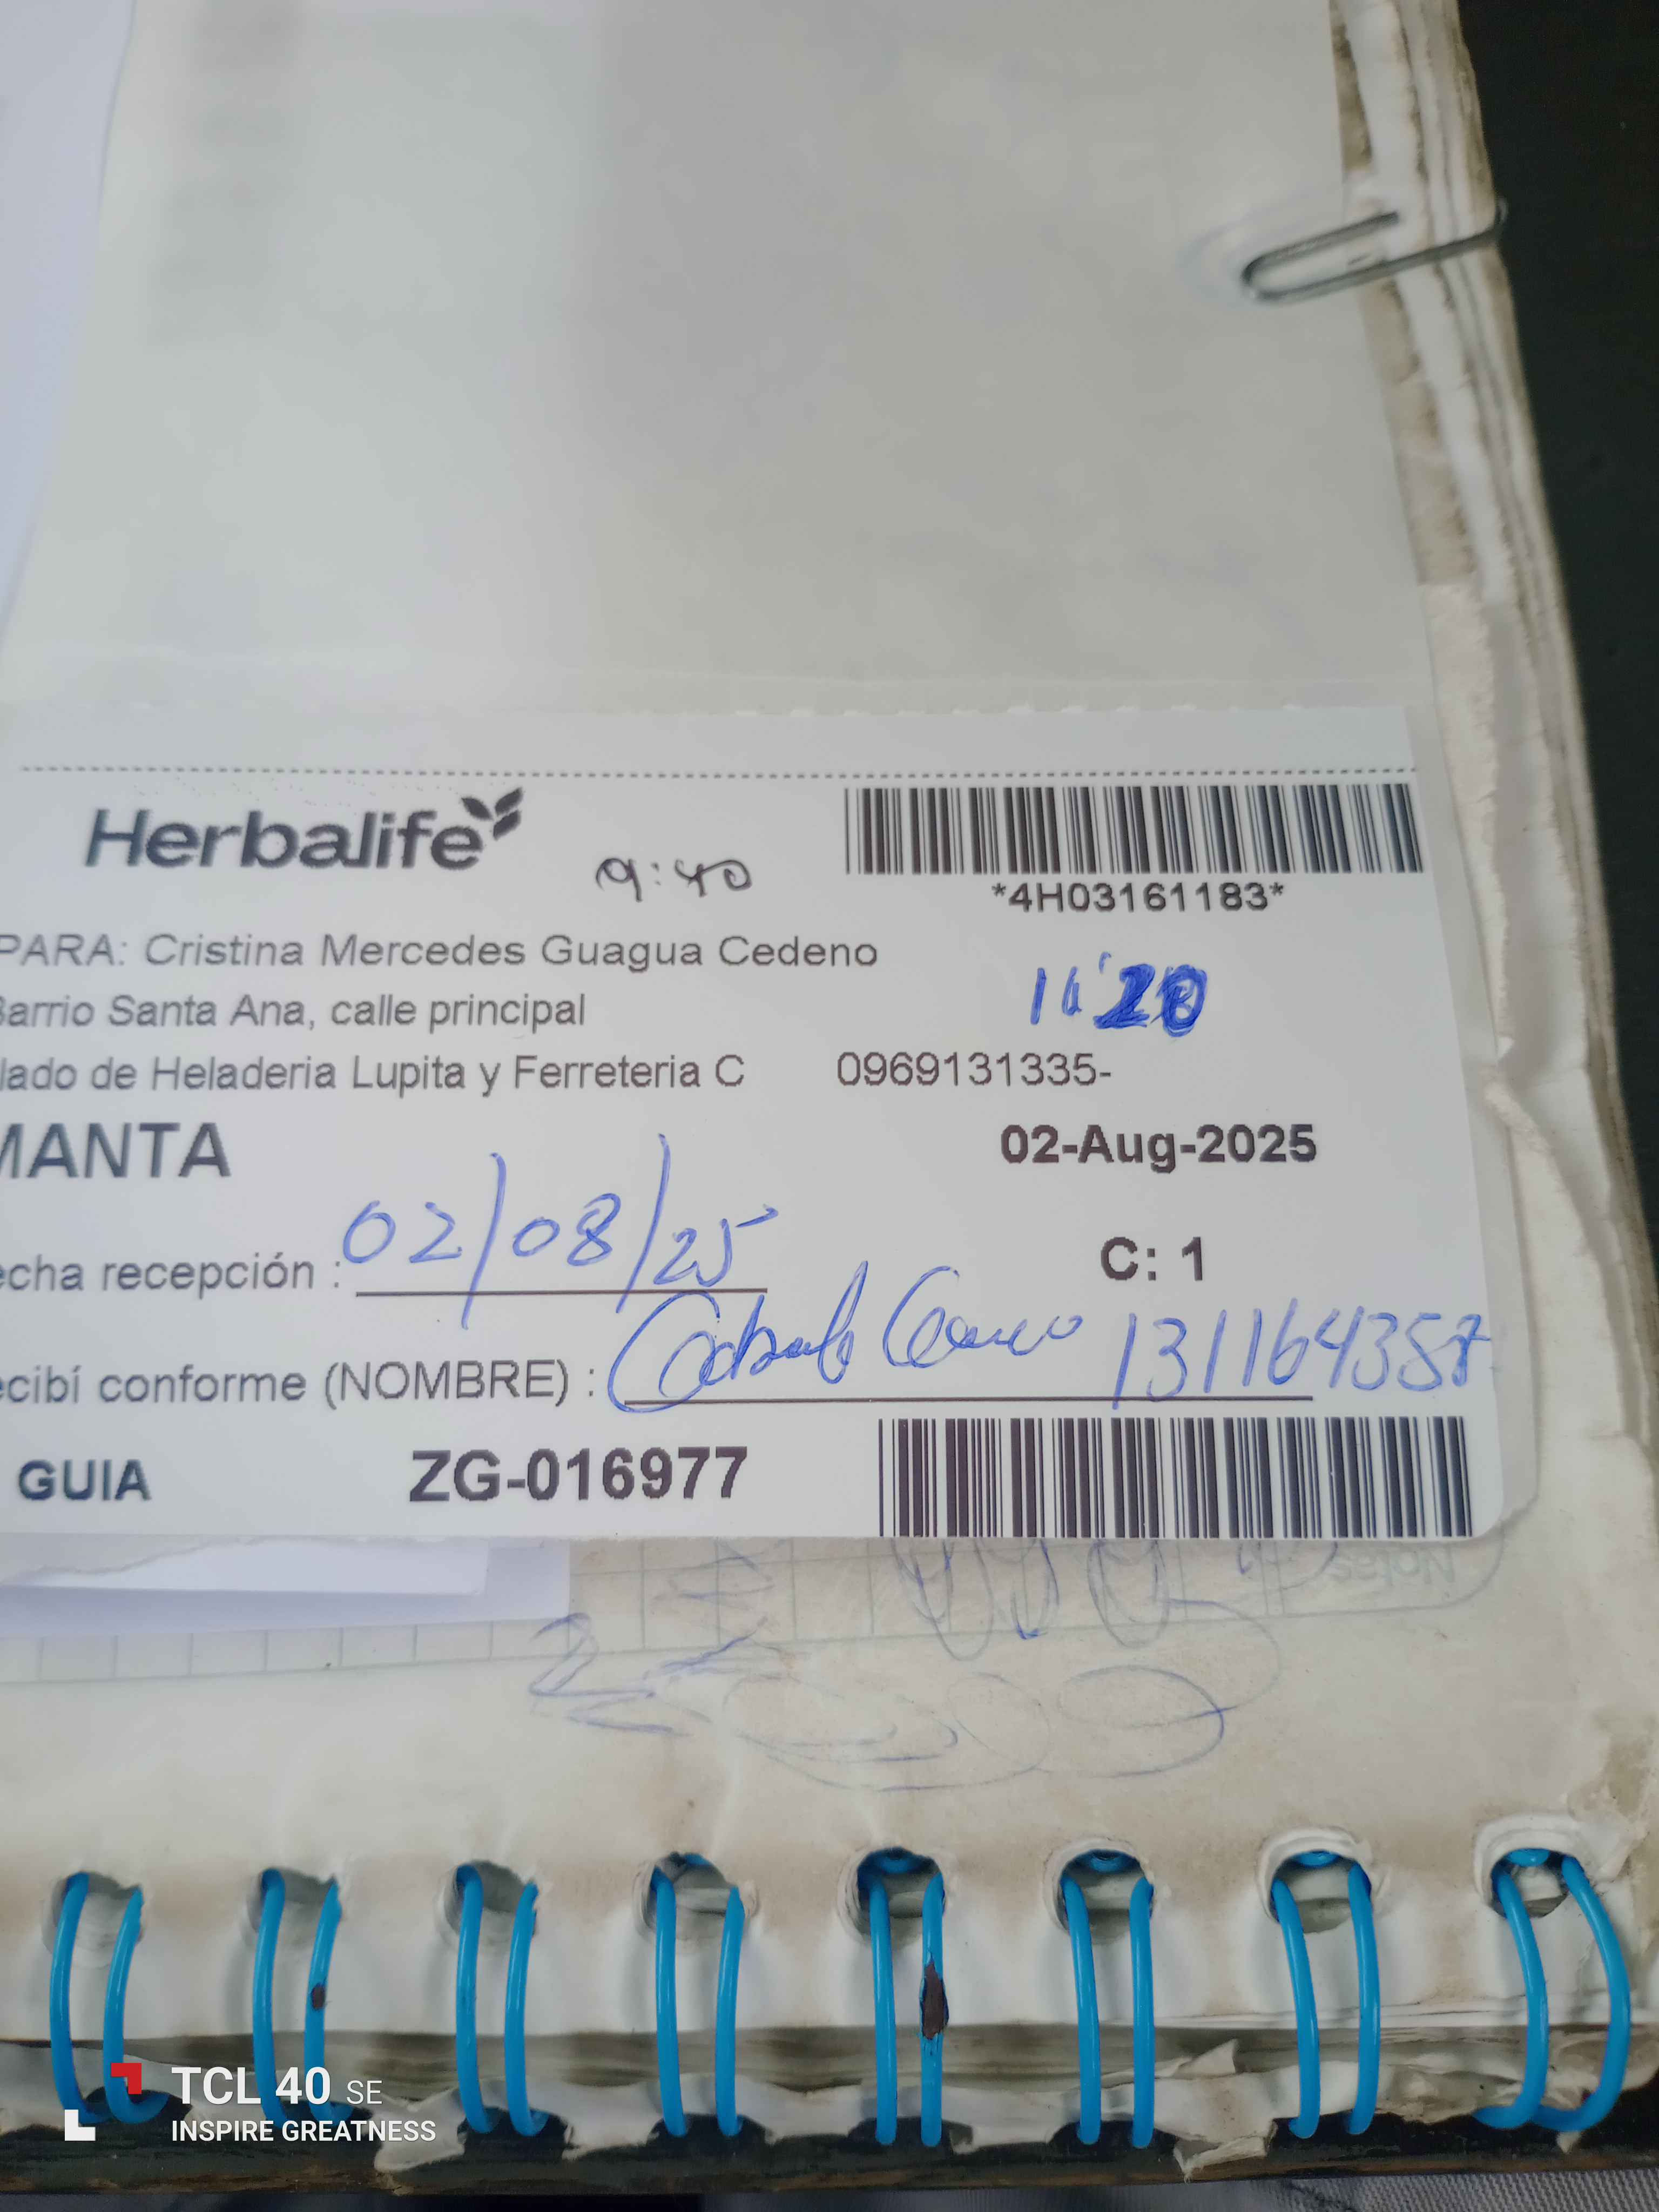 Herbalife
9:40
*4H03161183*
PARA: Cristina Mercedes Guagua Cedeno
Barrio Santa Ana, calle principal
11'20
lado de Heladeria Lupita y Ferreteria C 0969131335-
MANTA
02-Aug-2025
echa recepción : 02/08/25
C: 1
ecibí conforme (NOMBRE) : 1311643587
GUIA ZG-016977
Notas
TCL 40 SE
INSPIRE GREATNESS